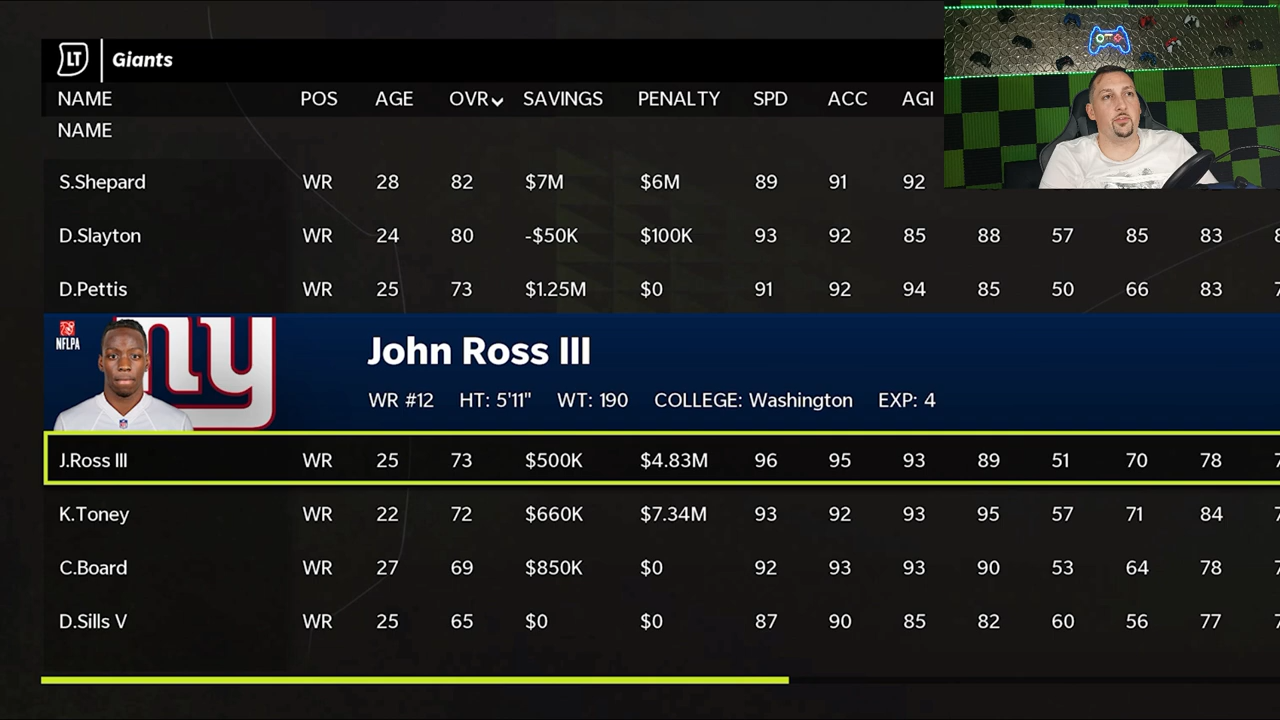 LT Giants
NAME POS AGE OVR SAVINGS PENALTY SPD ACC AGI
NAME
S.Shepard WR 28 82 $7M $6M 89 91 92
D.Slayton WR 24 80 -$50K $100K 93 92 85 88 57 85 83
D.Pettis WR 25 73 $1.25M $0 91 92 94 85 50 66 83
NFLPA
ny
John Ross III
WR #12 HT: 5'11" WT: 190 COLLEGE: Washington EXP: 4
J.Ross III WR 25 73 $500K $4.83M 96 95 93 89 51 70 78
K.Toney WR 22 72 $660K $7.34M 93 92 93 95 57 71 84
C.Board WR 27 69 $850K $0 92 93 93 90 53 64 78
D.Sills V WR 25 65 $0 $0 87 90 85 82 60 56 77